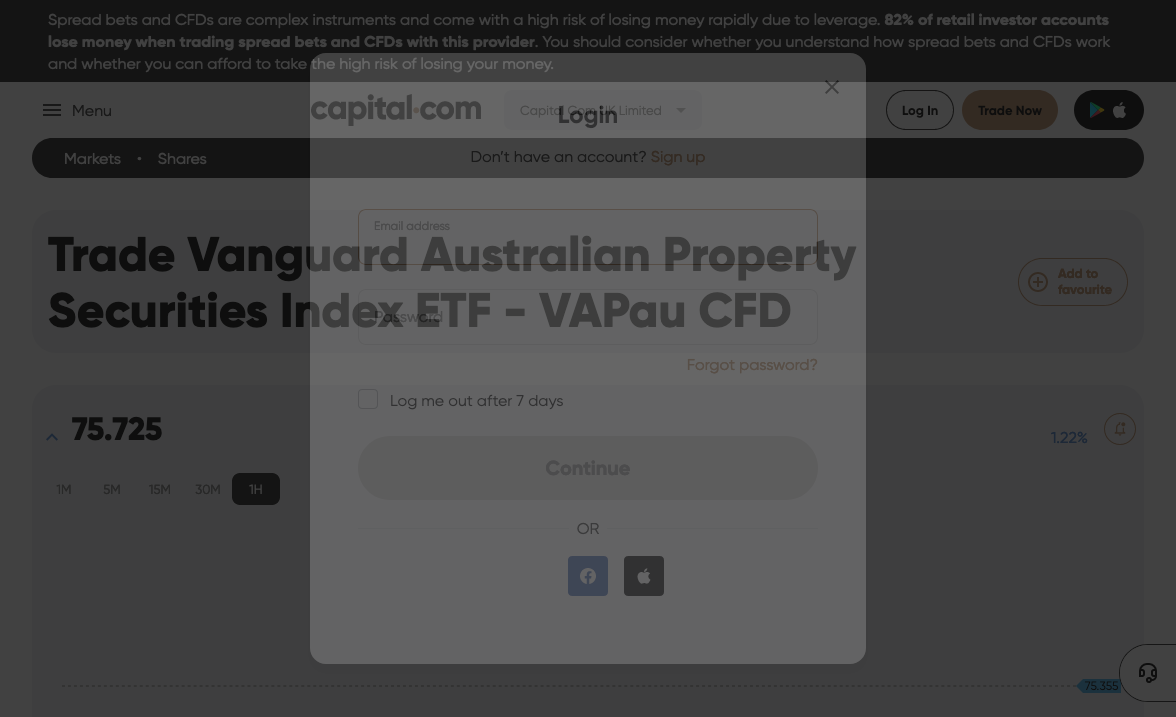 Spread bets and CFDs are complex instruments and come with a high risk of losing money rapidly due to leverage. 82% of retail investor accounts
lose money when trading spread bets and CFDs with this provider. You should consider whether you understand how spread bets and CFDs work
and whether you can afford to take the high risk of losing your money.
Menu
capital.com
Capital Com UK Limited
Login
Log In
Trade Now
Markets • Shares
Don't have an account? Sign up
Email address
Trade Vanguard Australian Property
Securities Index ETF - VAPau CFD
Add to
favourite
Password
Forgot password?
Log me out after 7 days
75.725
1.22%
1M 5M 15M 30M 1H
Continue
OR
75.355